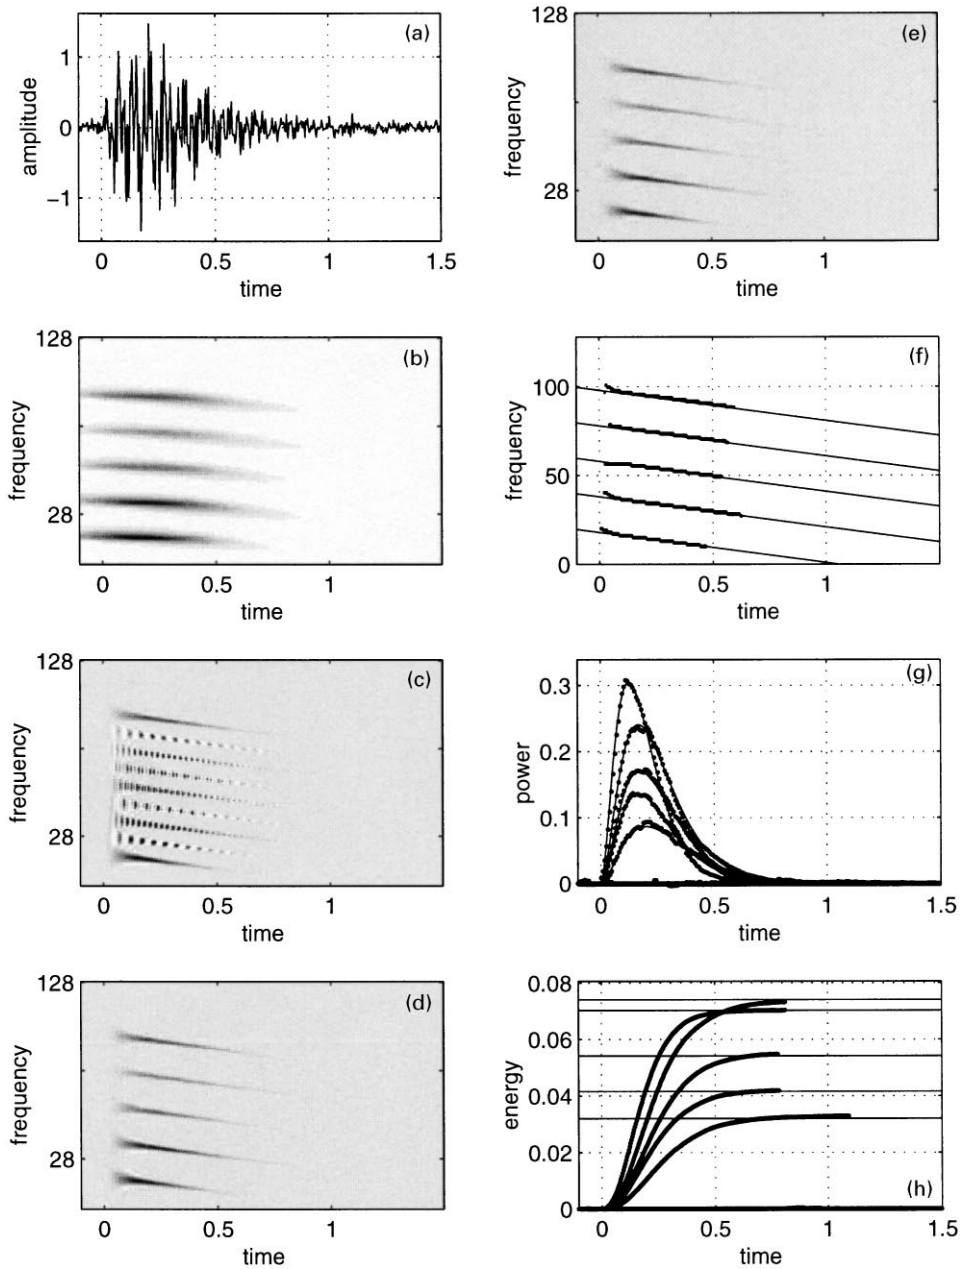 (a)
amplitude
1
0
−1
0 0.5 1 1.5
time
(b)
frequency
128
28
0 0.5 1
time
(c)
frequency
128
28
0 0.5 1
time
(d)
frequency
128
28
0 0.5 1
time
(e)
frequency
128
28
0 0.5 1
time
(f)
frequency
100
50
0
0 0.5 1
time
(g)
power
0.3
0.2
0.1
0
0 0.5 1 1.5
time
(h)
energy
0.08
0.06
0.04
0.02
0
0 0.5 1 1.5
time